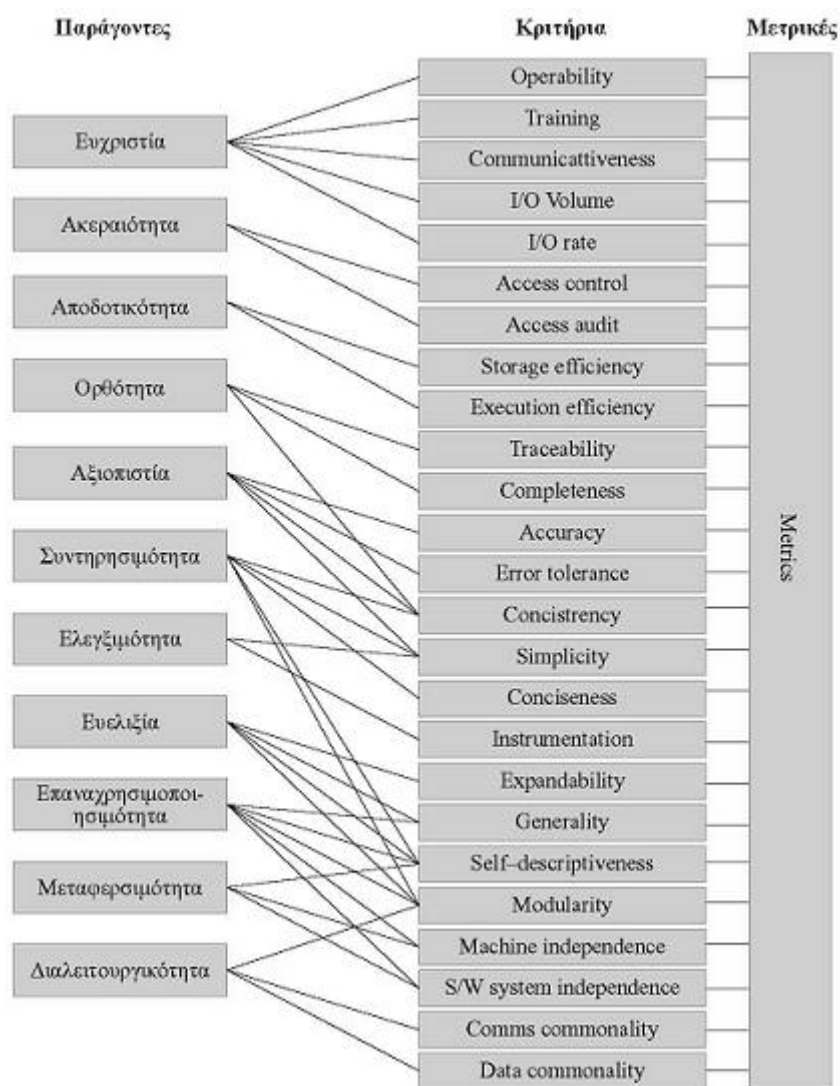 Παράγοντες
Κριτήρια
Μετρικές
Ευχριστία
Ακεραιότητα
Αποδοτικότητα
Ορθότητα
Αξιοπιστία
Συντηρησιμότητα
Ελεγξιμότητα
Ευελιξία
Επαναχρησιμοποι-
ησιμότητα
Μεταφερσιμότητα
Διαλειτουργικότητα
Operability
Training
Communicattiveness
I/O Volume
I/O rate
Access control
Access audit
Storage efficiency
Execution efficiency
Traceability
Completeness
Accuracy
Error tolerance
Concistrency
Simplicity
Conciseness
Instrumentation
Expandability
Generality
Self–descriptiveness
Modularity
Machine independence
S/W system independence
Comms commonality
Data commonality
Metrics